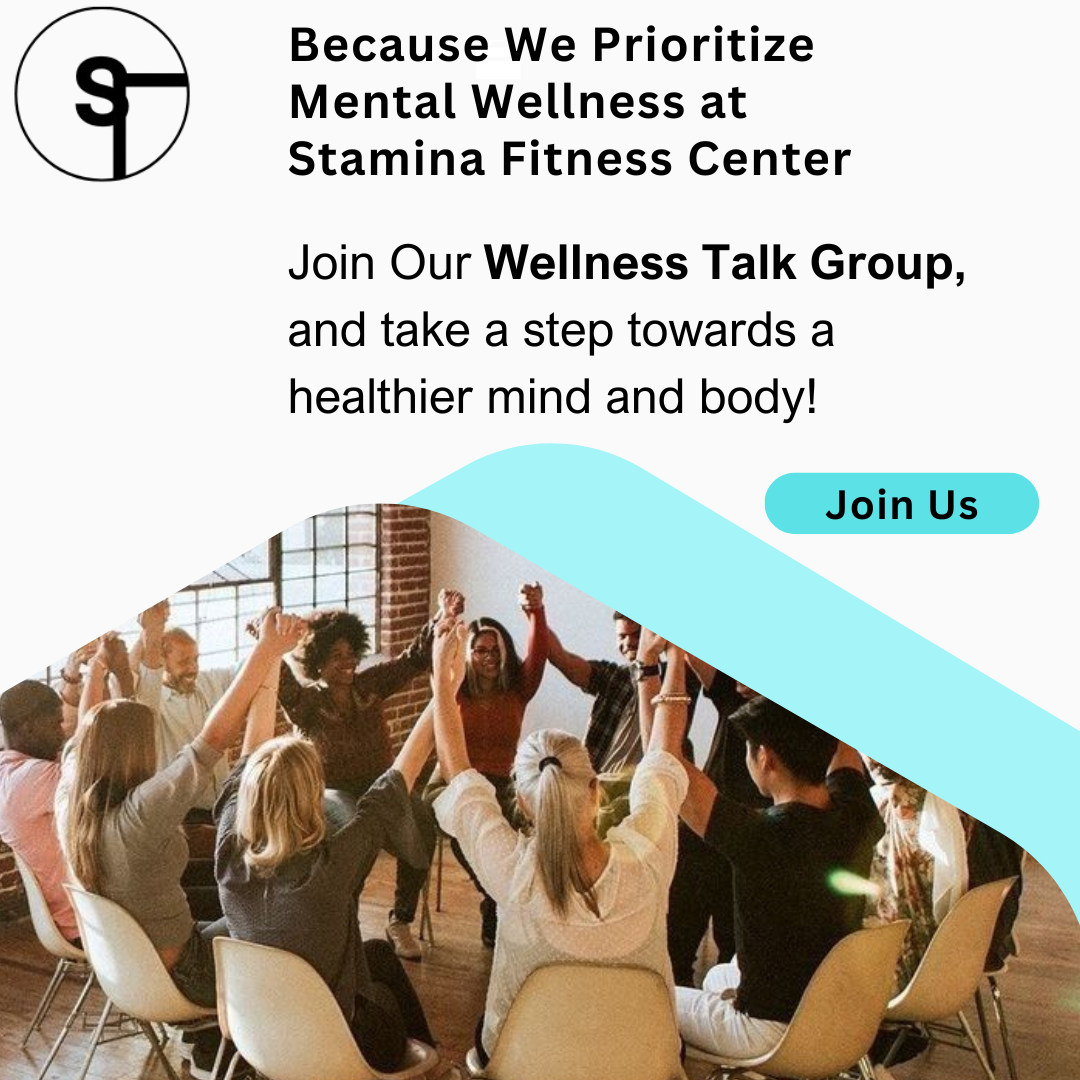 S
Because We Prioritize
Mental Wellness at
Stamina Fitness Center
Join Our Wellness Talk Group,
and take a step towards a
healthier mind and body!
Join Us